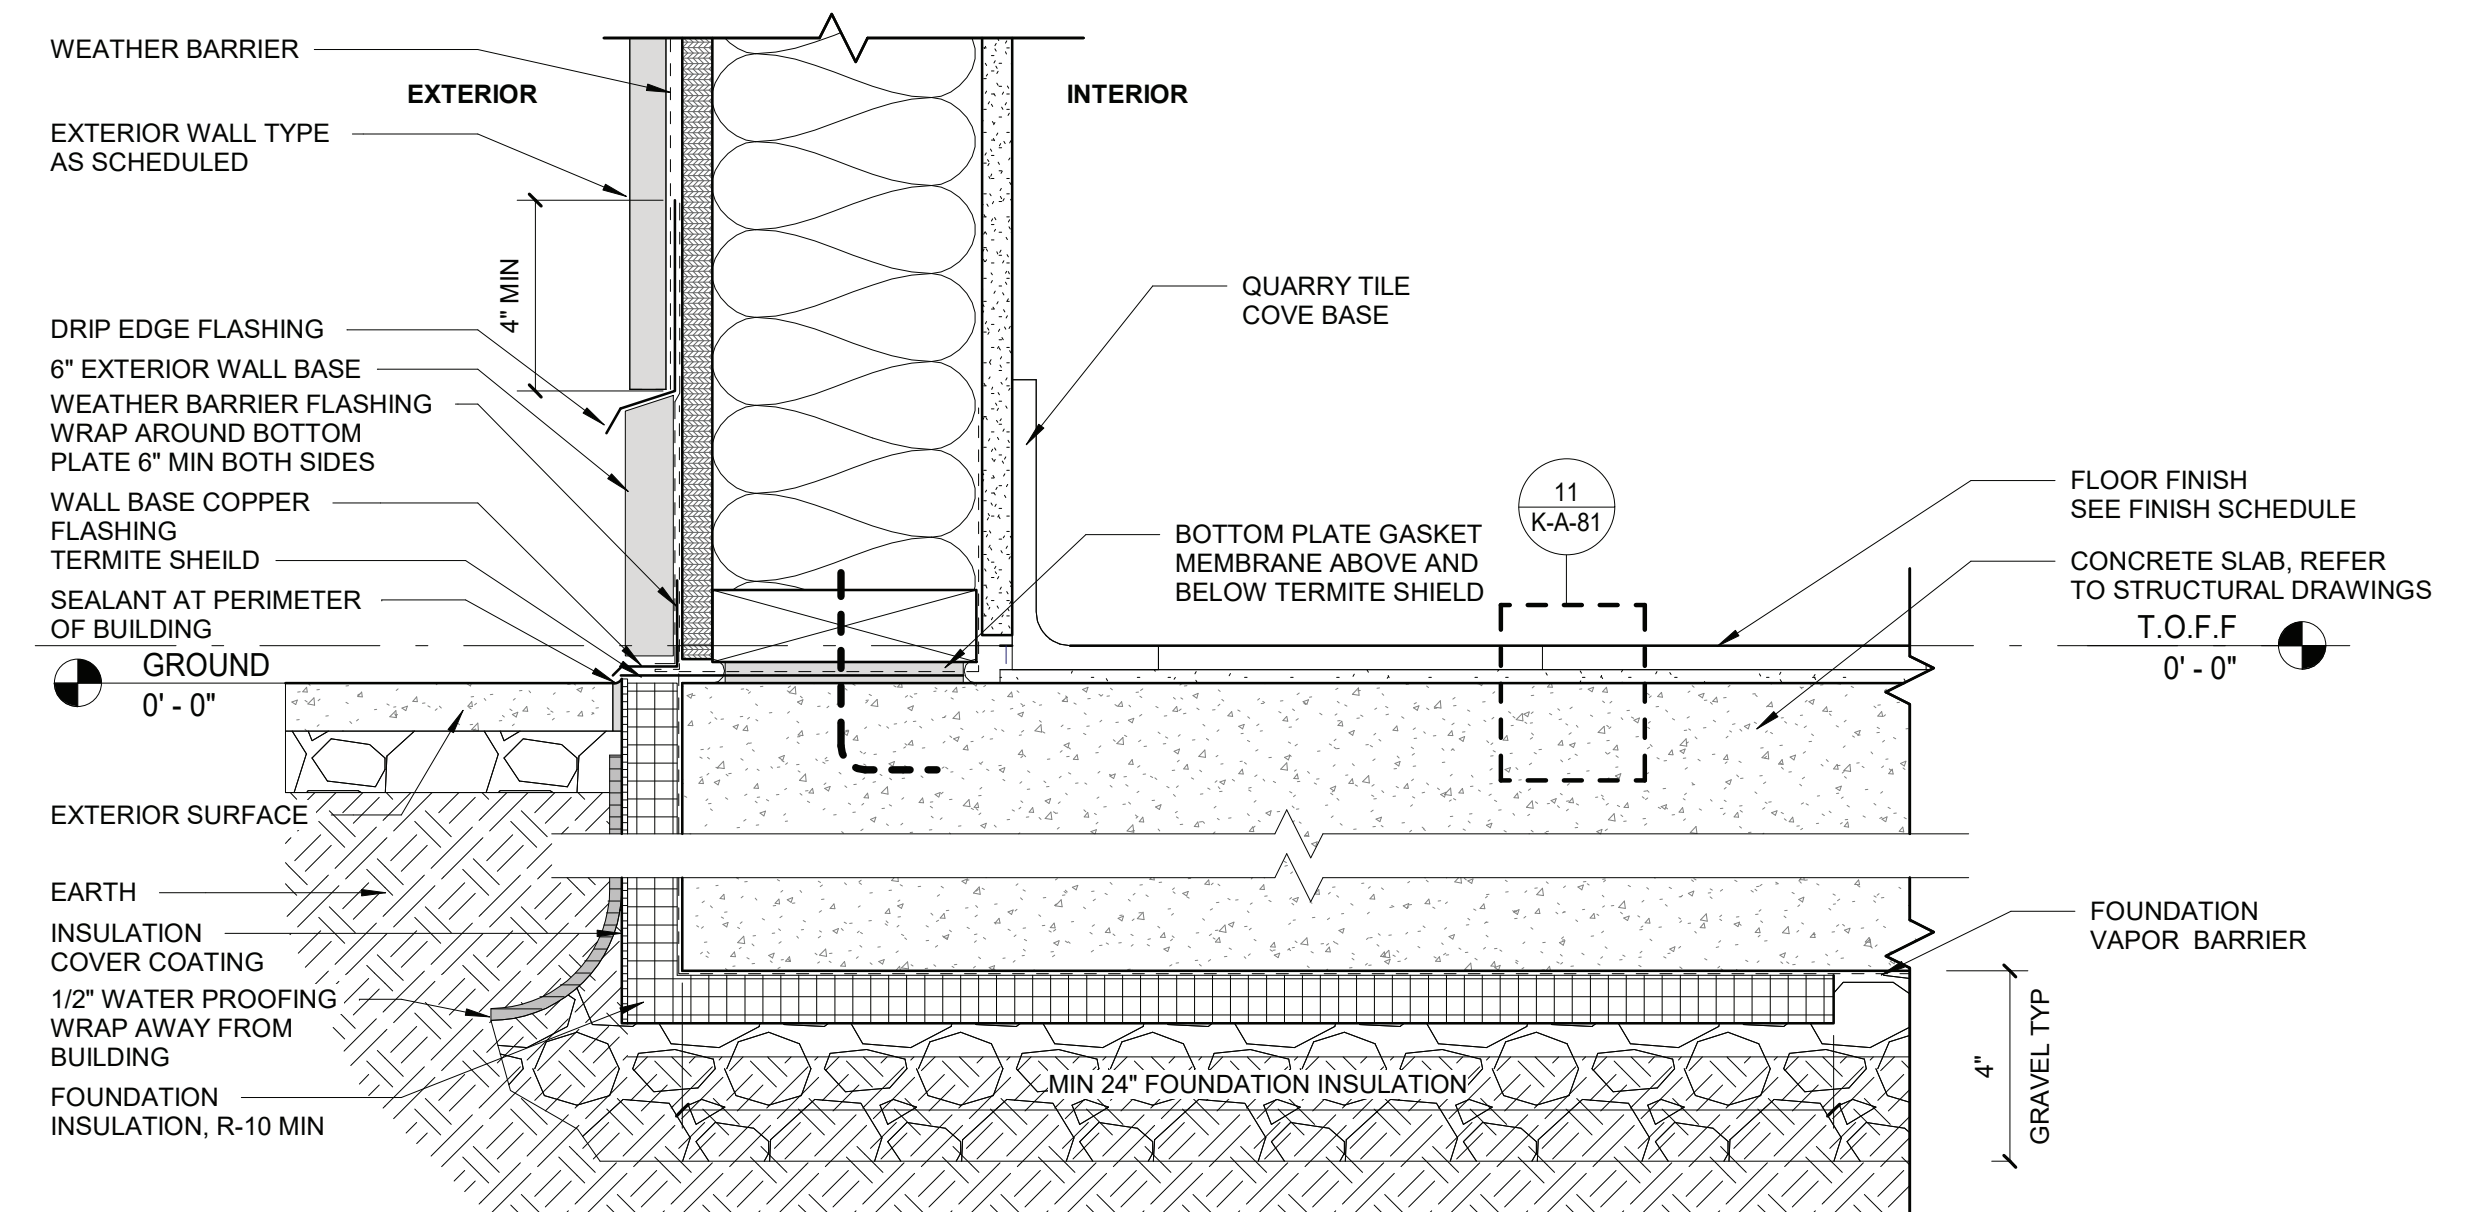 WEATHER BARRIER
EXTERIOR
INTERIOR
EXTERIOR WALL TYPE
AS SCHEDULED
4" MIN
QUARRY TILE
COVE BASE
DRIP EDGE FLASHING
6" EXTERIOR WALL BASE
WEATHER BARRIER FLASHING
WRAP AROUND BOTTOM
PLATE 6" MIN BOTH SIDES
WALL BASE COPPER
FLASHING
TERMITE SHEILD
SEALANT AT PERIMETER
OF BUILDING
GROUND
0' - 0"
BOTTOM PLATE GASKET
MEMBRANE ABOVE AND
BELOW TERMITE SHIELD
11
K-A-81
FLOOR FINISH
SEE FINISH SCHEDULE
CONCRETE SLAB, REFER
TO STRUCTURAL DRAWINGS
T.O.F.F
0' - 0"
EXTERIOR SURFACE
EARTH
INSULATION
COVER COATING
1/2" WATER PROOFING
WRAP AWAY FROM
BUILDING
FOUNDATION
INSULATION, R-10 MIN
FOUNDATION
VAPOR BARRIER
MIN 24" FOUNDATION INSULATION
4"
GRAVEL TYP